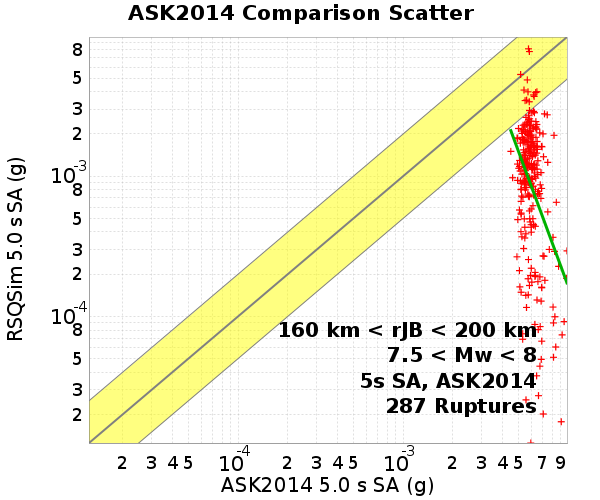 ASK2014 Comparison Scatter
RSQSim 5.0 s SA (g)
8
5
3
2
10-3
8
5
3
2
10-4
8
5
3
2
160 km < rJB < 200 km
7.5 < Mw < 8
5s SA, ASK2014
287 Ruptures
2 3 4 5 10-4 2 3 4 5 10-3 2 3 4 5 7 9
ASK2014 5.0 s SA (g)